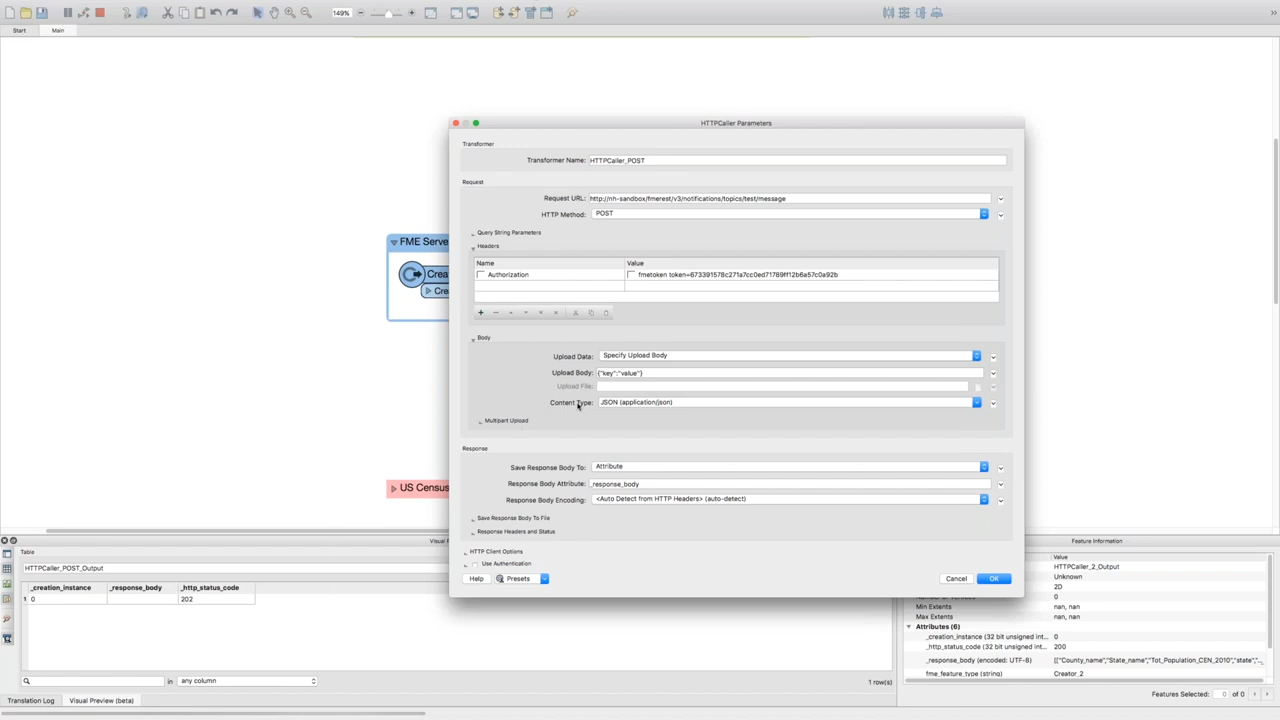 149%
Start Main
HTTPCaller Parameters
Transformer
Transformer Name: HTTPCaller_POST
Request
Request URL: http://nh-sandbox/fmerest/v3/notifications/topics/test/message
HTTP Method: POST
Query String Parameters
Headers
Name Value
Authorization fmetoken token=673391578c271a7cc0ed71789ff12b6a57c0a92b
Body
Upload Data: Specify Upload Body
Upload Body: {"key":"value"}
Upload File:
Content Type: JSON (application/json)
Multipart Upload
Response
Save Response Body To: Attribute
Response Body Attribute: _response_body
Response Body Encoding: <Auto Detect from HTTP Headers> (auto-detect)
Save Response Body To File
Response Headers and Status
HTTP Client Options
Use Authentication
Help Presets Cancel OK
FME Serve
Crea
Cre
US Census
Table
HTTPCaller_POST_Output
_creation_instance _response_body _http_status_code
1 0 202
in any column
1 row(s)
Translation Log Visual Preview (beta)
Feature Information
Value
HTTPCaller_2_Output
Unknown
2D
0
Min Extents nan, nan
Max Extents nan, nan
Attributes (6)
_creation_instance (32 bit unsigned int... 0
_http_status_code (32 bit unsigned int... 200
_response_body (encoded: UTF-8) [["County_name","State_name","Tot_Population_CEN_2010","state","...
fme_feature_type (string) Creator_2
Features Selected: 0 of 0